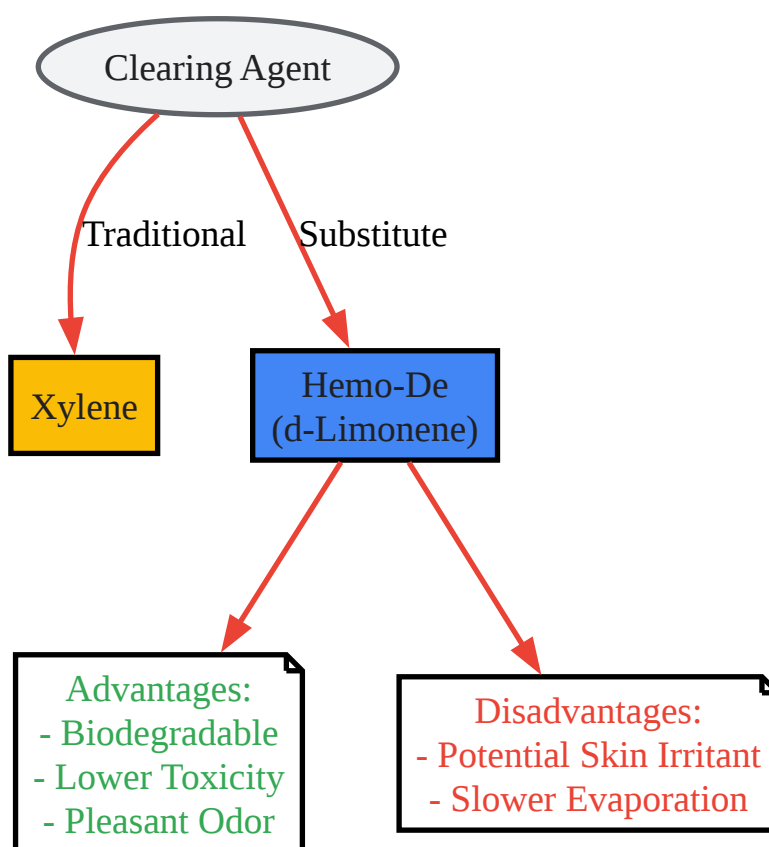 Clearing Agent
Traditional
Substitute
Xylene
Hemo-De
(d-Limonene)
Advantages:
- Biodegradable
- Lower Toxicity
- Pleasant Odor
Disadvantages:
- Potential Skin Irritant
- Slower Evaporation